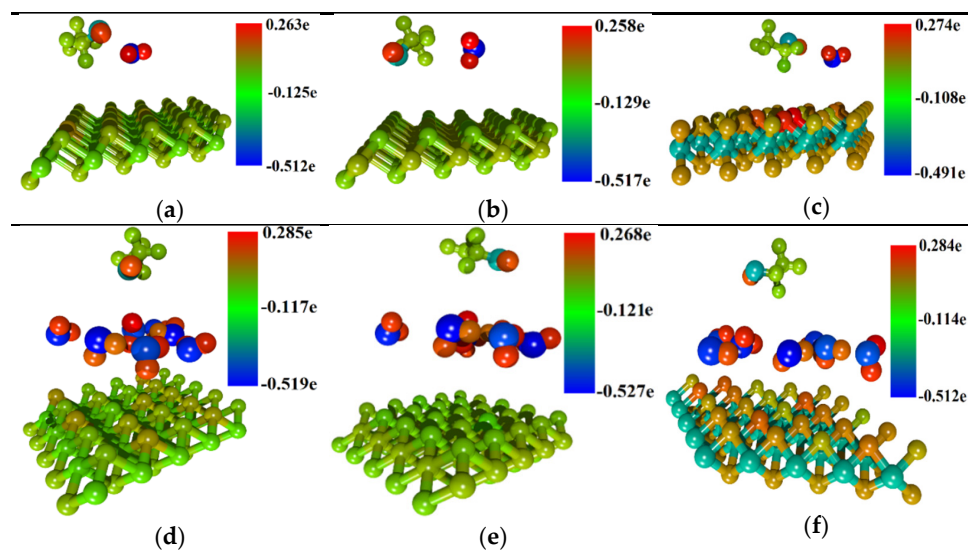 0.263e
-0.125e
-0.512e
(a)
0.258e
-0.129e
-0.517e
(b)
0.274e
-0.108e
-0.491e
(c)
0.285e
-0.117e
-0.519e
(d)
0.268e
-0.121e
-0.527e
(e)
0.284e
-0.114e
-0.512e
(f)